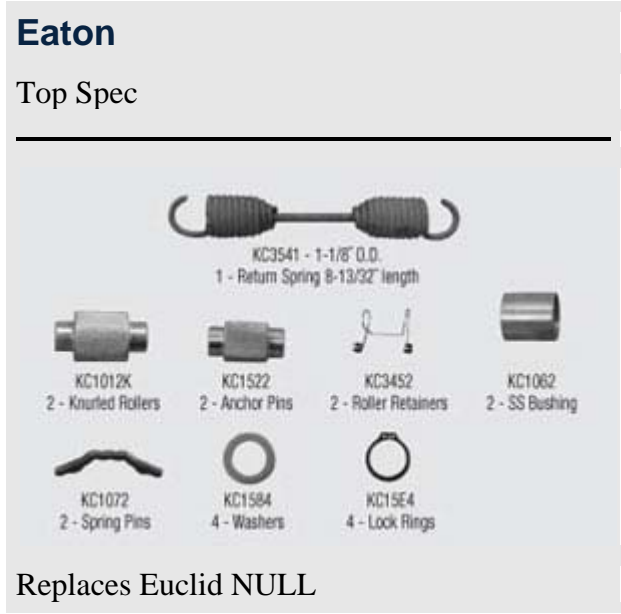 Eaton
Top Spec
KC3541 - 1-1/8" O.D.
1 - Return Spring 8-13/32" length
KC1012K
2 - Knurled Rollers
KC1522
2 - Anchor Pins
KC3452
2 - Roller Retainers
KC1062
2 - SS Bushing
KC1072
2 - Spring Pins
KC1584
4 - Washers
KC15E4
4 - Lock Rings
Replaces Euclid NULL